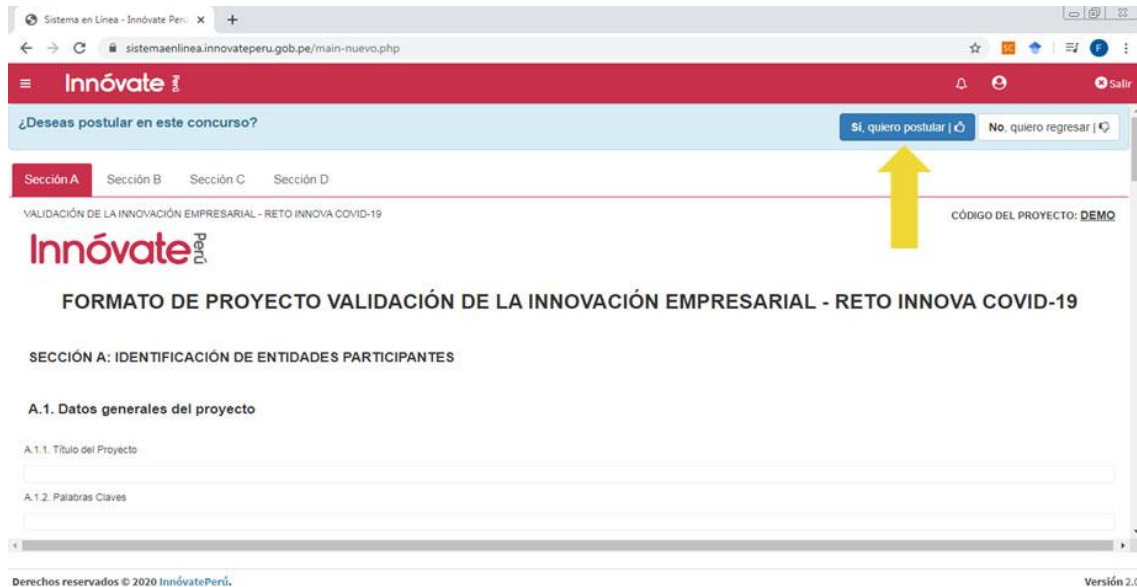 Sistema en Línea - Innóvate Perú
sistemaenlinea.innovateperu.gob.pe/main-nuevo.php
SC
F
Innóvate Perú
Salir
¿Deseas postular en este concurso?
Sí, quiero postular |
No, quiero regresar |
Sección A Sección B Sección C Sección D
VALIDACIÓN DE LA INNOVACIÓN EMPRESARIAL - RETO INNOVA COVID-19
CÓDIGO DEL PROYECTO: DEMO
Innóvate Perú
FORMATO DE PROYECTO VALIDACIÓN DE LA INNOVACIÓN EMPRESARIAL - RETO INNOVA COVID-19
SECCIÓN A: IDENTIFICACIÓN DE ENTIDADES PARTICIPANTES
A.1. Datos generales del proyecto
A.1.1. Título del Proyecto
A.1.2. Palabras Claves
Derechos reservados © 2020 InnóvatePerú.
Versión 2.0